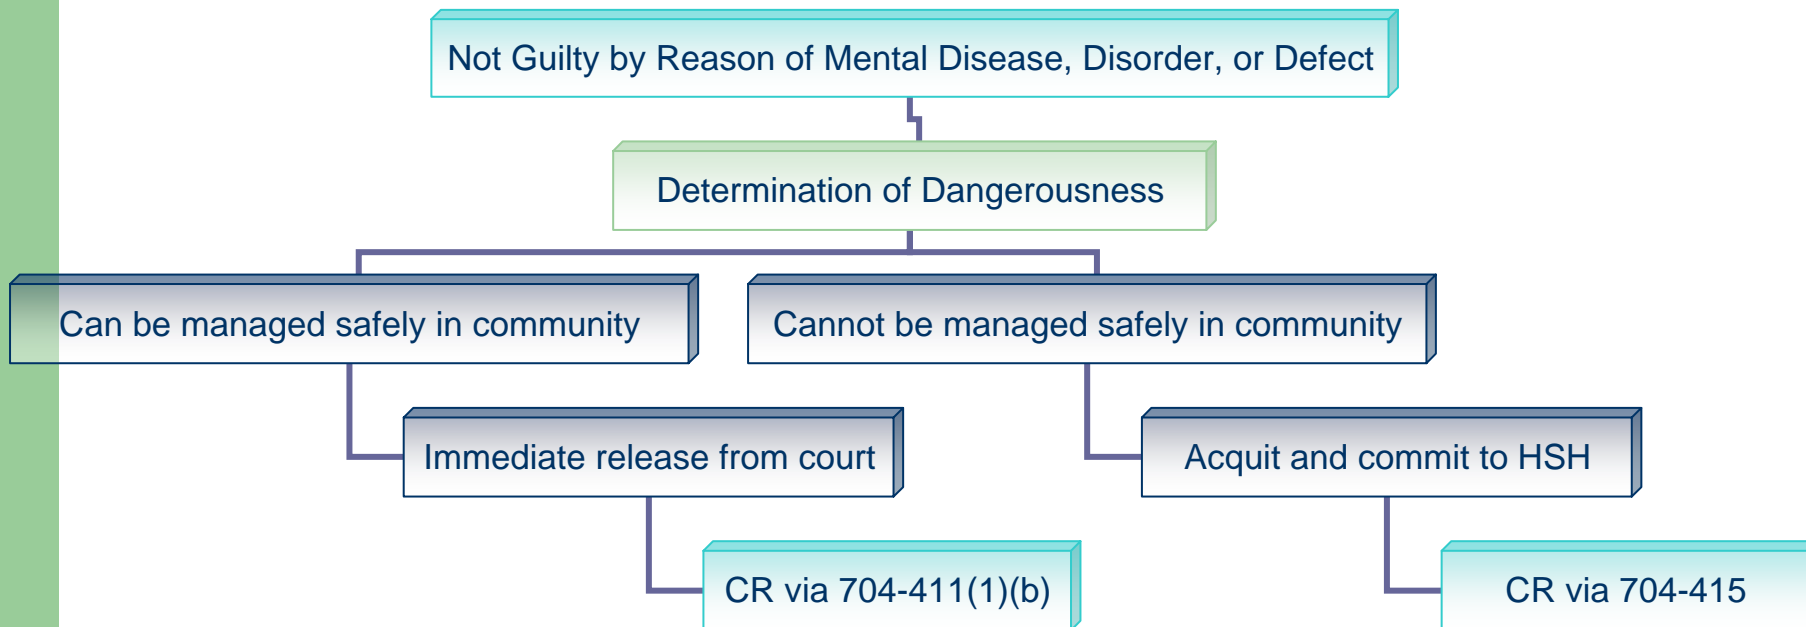 Not Guilty by Reason of Mental Disease, Disorder, or Defect
Determination of Dangerousness
Can be managed safely in community
Cannot be managed safely in community
Immediate release from court
Acquit and commit to HSH
CR via 704-411(1)(b)
CR via 704-415